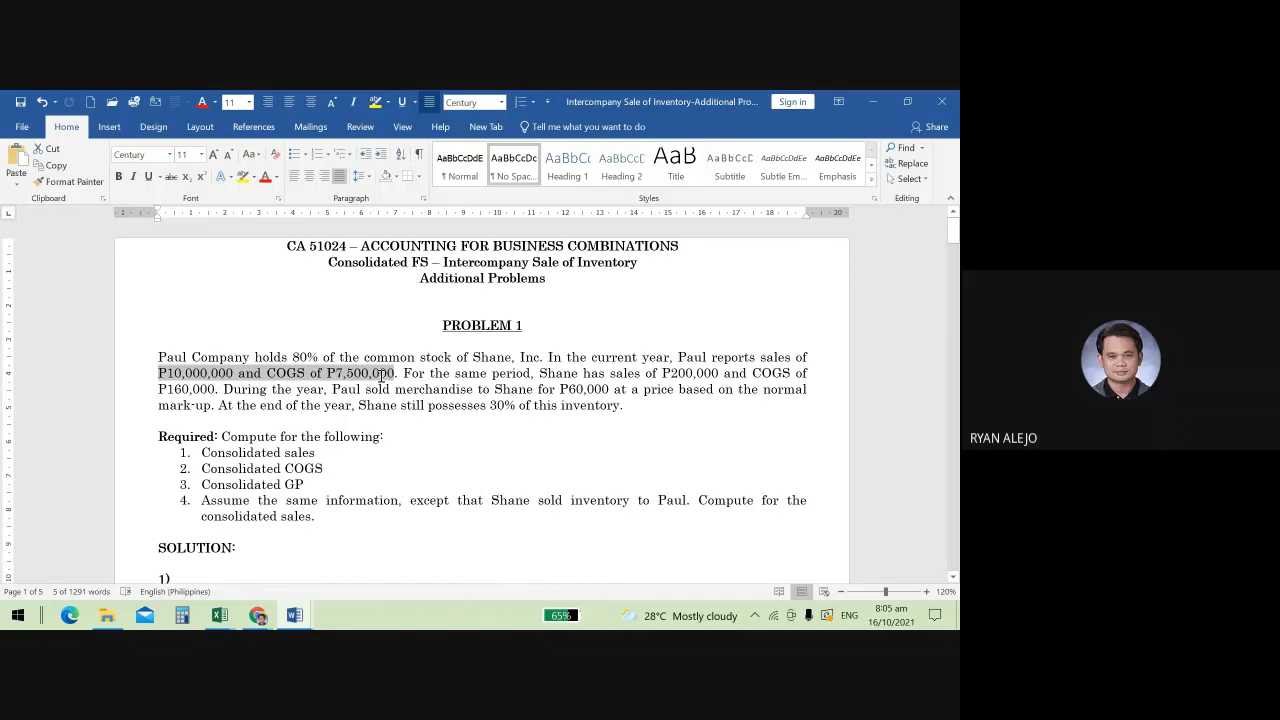 11
Century
Intercompany Sale of Inventory-Additional Pro...
Sign in
File
Home
Insert
Design
Layout
References
Mailings
Review
View
Help
New Tab
Tell me what you want to do
Share
Paste
Cut
Copy
Format Painter
Century
11
AaBbCcDdE
AaBbCcDc
AaBbCc
AaBbCcC
AaB
AaBbCcC
AaBbCcDdEe
AaBbCcDdEe
¶ Normal
¶ No Spac...
Heading 1
Heading 2
Title
Subtitle
Subtle Em...
Emphasis
Find
Replace
Select
Clipboard
Font
Paragraph
Styles
Editing
CA 51024 – ACCOUNTING FOR BUSINESS COMBINATIONS
Consolidated FS – Intercompany Sale of Inventory
Additional Problems
PROBLEM 1
Paul Company holds 80% of the common stock of Shane, Inc. In the current year, Paul reports sales of
P10,000,000 and COGS of P7,500,000. For the same period, Shane has sales of P200,000 and COGS of
P160,000. During the year, Paul sold merchandise to Shane for P60,000 at a price based on the normal
mark-up. At the end of the year, Shane still possesses 30% of this inventory.
Required: Compute for the following:
1. Consolidated sales
2. Consolidated COGS
3. Consolidated GP
4. Assume the same information, except that Shane sold inventory to Paul. Compute for the
consolidated sales.
SOLUTION:
1)
Page 1 of 5
5 of 1291 words
English (Philippines)
120%
65%
28°C Mostly cloudy
ENG
8:05 am
16/10/2021
RYAN ALEJO